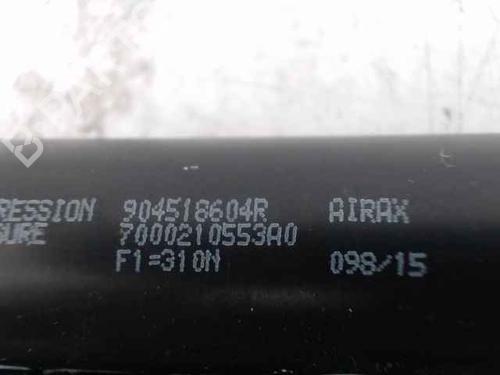 RESSION 904518604R AIRAX
SURE 7000210553A0
F1=310N 098/15